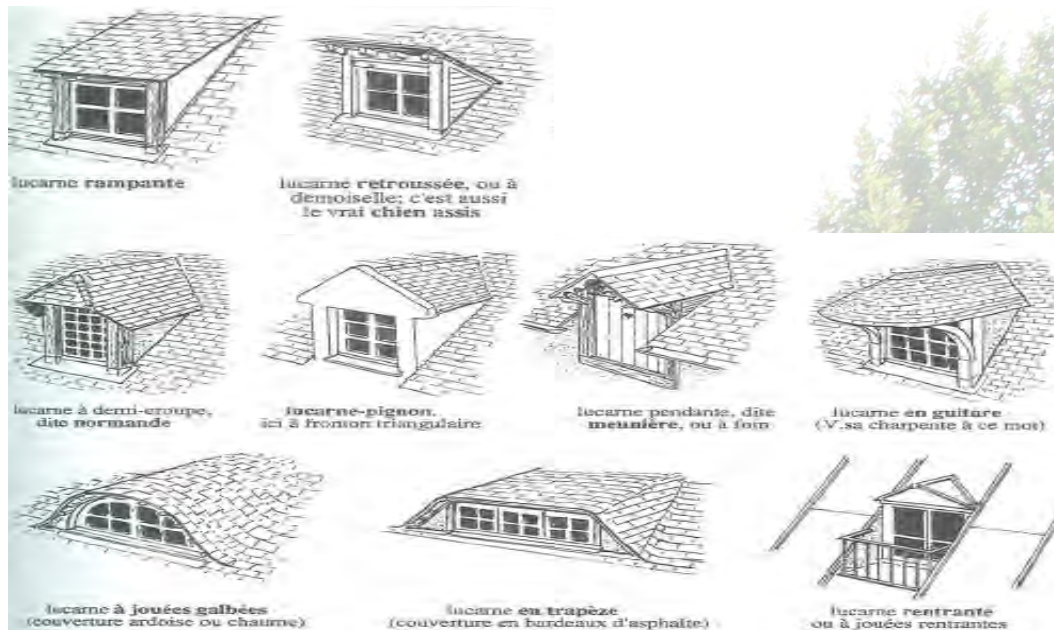 lucarne rampante
lucarne retroussée, ou à
demoiselle; c'est aussi
le vrai chien assis
lucarne à demi-croupe,
dite normande
lucarne-pignon,
ici à fronton triangulaire
lucarne pendante, dite
meunière, ou à foin
lucarne en guitare
(V.sa charpente à ce mot)
lucarne à jouées galbées
(couverture ardoise ou chaume)
lucarne en trapèze
(couverture en bardeaux d'asphalte)
lucarne rentrante
ou à jouées rentrantes